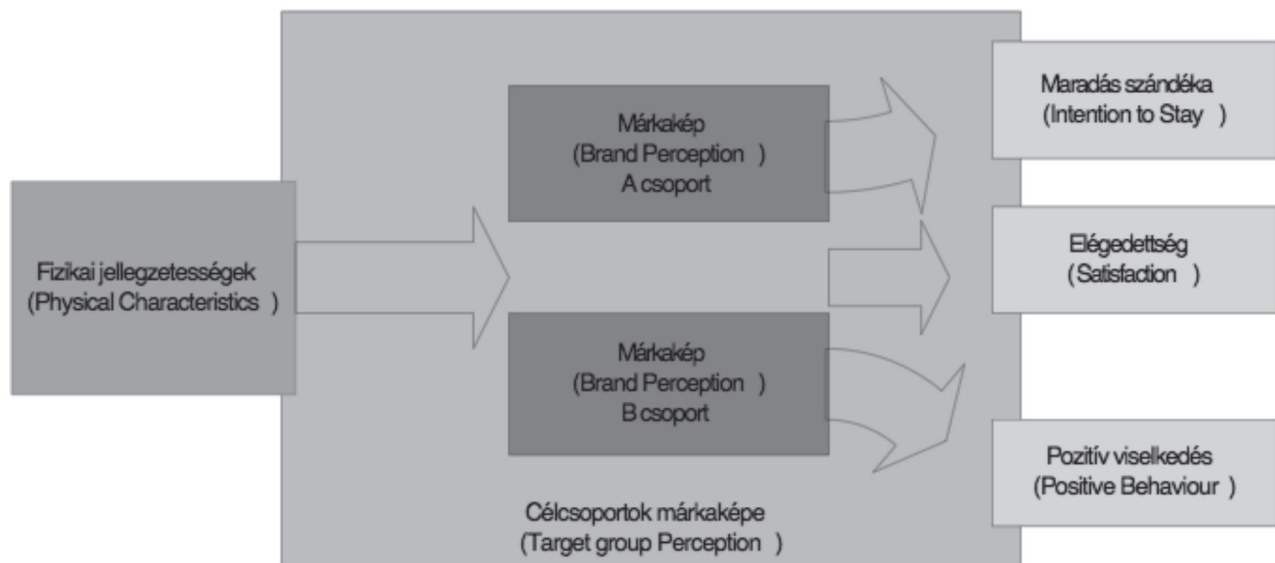 Fizikai jellegzetességek
(Physical Characteristics )
Márkakép
(Brand Perception )
A csoport
Márkakép
(Brand Perception )
B csoport
Célcsoportok márkaképe
(Target group Perception )
Maradás szándéka
(Intention to Stay )
Elégedettség
(Satisfaction )
Pozitív viselkedés
(Positive Behaviour )